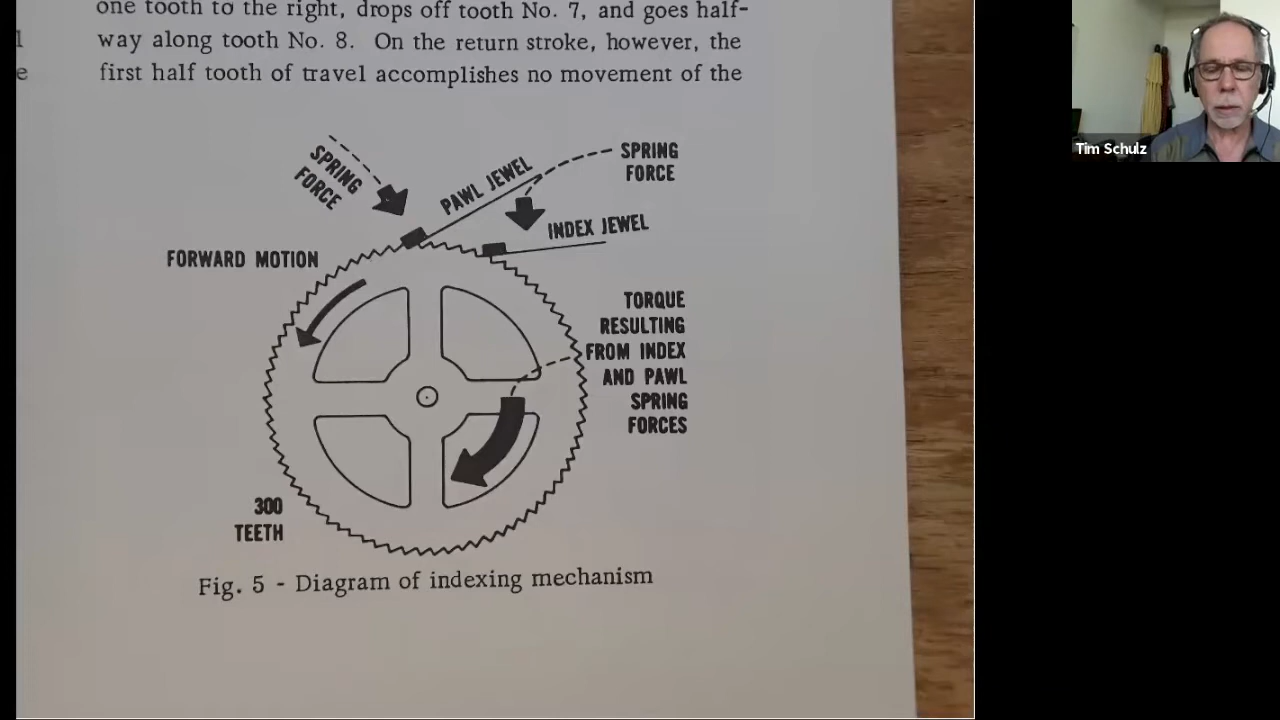 one tooth to the right, drops off tooth No. 7, and goes half-
l way along tooth No. 8. On the return stroke, however, the
e first half tooth of travel accomplishes no movement of the
Tim Schulz
SPRING
FORCE
PAWL JEWEL
SPRING
FORCE
INDEX JEWEL
FORWARD MOTION
TORQUE
RESULTING
FROM INDEX
AND PAWL
SPRING
FORCES
300
TEETH
Fig. 5 - Diagram of indexing mechanism